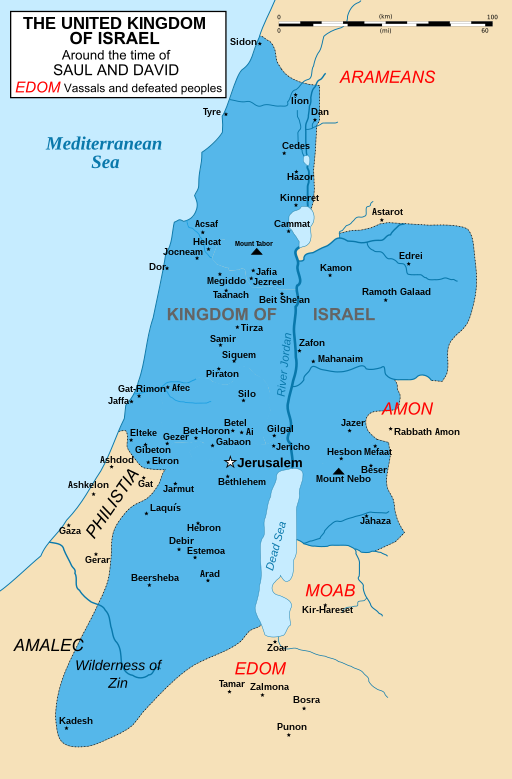 THE UNITED KINGDOM
OF ISRAEL
Around the time of
SAUL AND DAVID
EDOM Vassals and defeated peoples
0 (km) 100
0 (mi) 60
Sidon
ARAMEANS
Iion
Tyre
Dan
Mediterranean
Sea
Cedes
Hazor
Kinneret
Astarot
Acsaf
Cammat
Helcat
Mount Tabor
Jocneam
Edrei
Dor
Jafia
Kamon
Megiddo
Jezreel
Taanach
Beit She'an
Ramoth Galaad
KINGDOM OF ISRAEL
Tirza
Samir
Zafon
Siquem
Mahanaim
Piraton
River Jordan
Gat-Rimon
Afec
Silo
Jaffa
AMON
Betel
Jazer
Rabbath Amon
Elteke
Gezer
Bet-Horon
Ai
Gilgal
Gabaon
Gibeton
Jericho
Hesbon
Mefaat
Ashdod
Ekron
Jerusalem
Beser
Mount Nebo
Ashkelon
Gat
Jarmut
Bethlehem
PHILISTIA
Laquis
Jahaza
Gaza
Hebron
Debir
Dead Sea
Gerar
Estemoa
Beersheba
Arad
MOAB
Kir-Hareset
AMALEC
Zoar
Wilderness of
Zin
EDOM
Tamar
Zalmona
Bosra
Kadesh
Punon